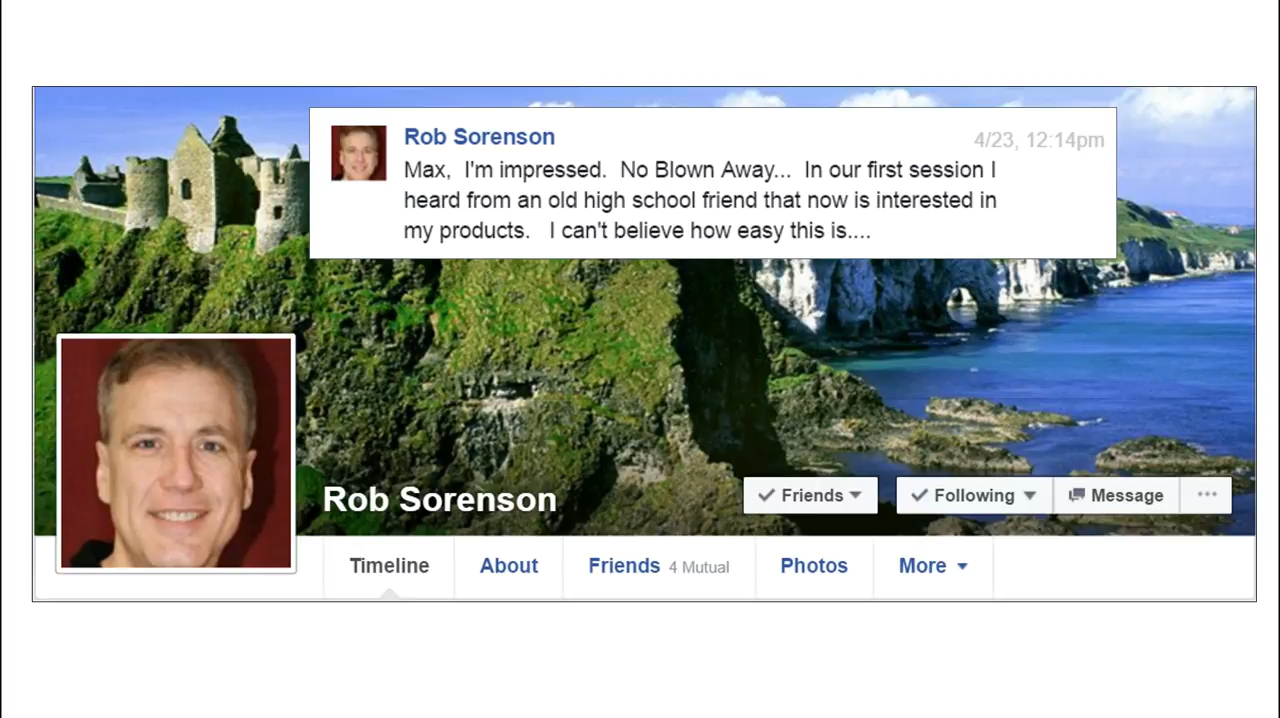 Rob Sorenson
4/23, 12:14pm
Max, I'm impressed. No Blown Away... In our first session I
heard from an old high school friend that now is interested in
my products. I can't believe how easy this is....
Rob Sorenson
Friends
Following
Message
Timeline
About
Friends 4 Mutual
Photos
More